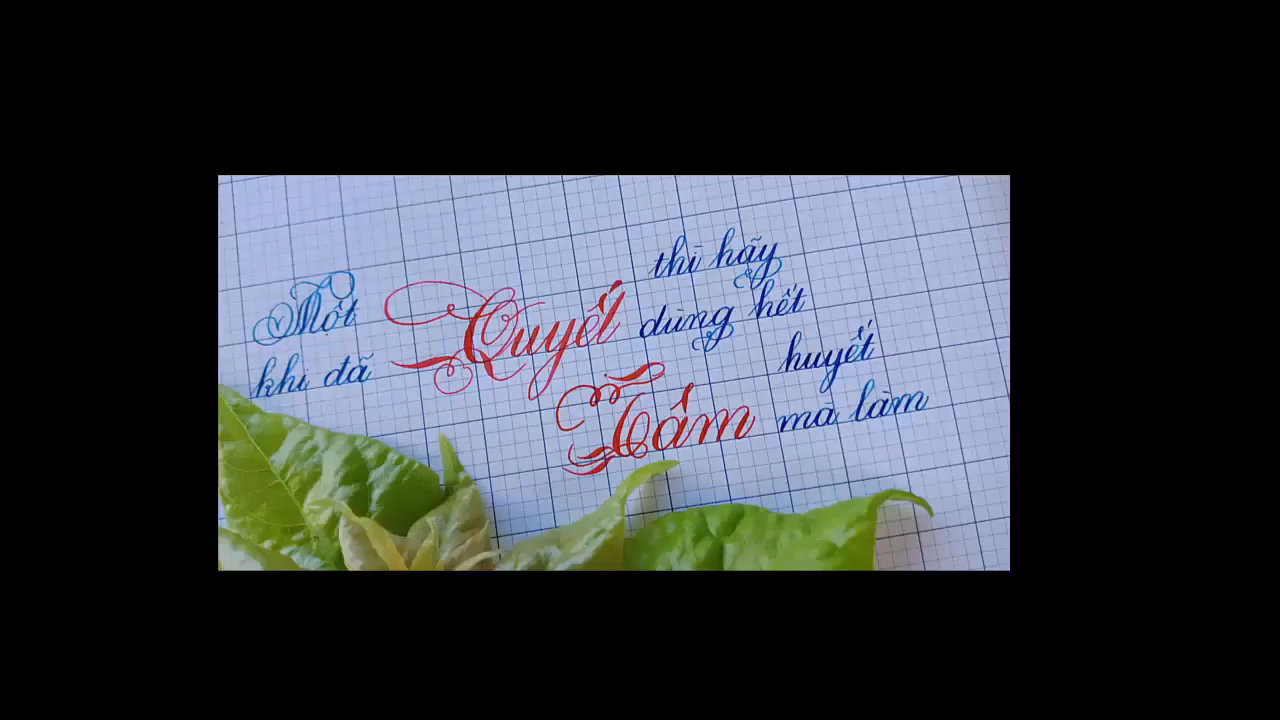 Một
khi đã
Quyết
Tâm
thì hãy
dùng hết
huyết
mà làm